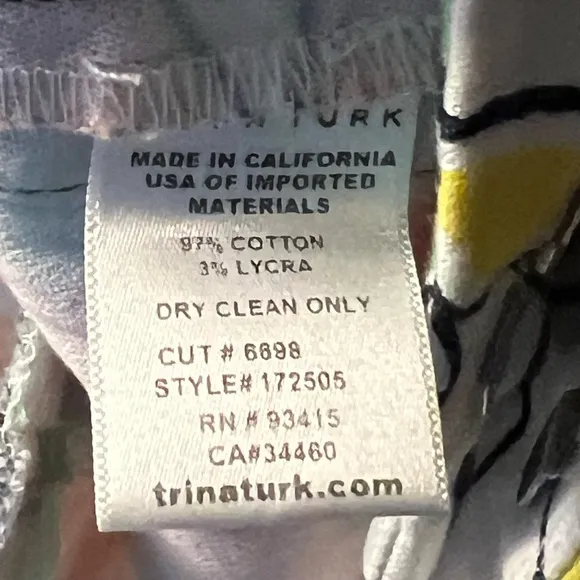 TURK
MADE IN CALIFORNIA
USA OF IMPORTED
MATERIALS
97% COTTON
3% LYCRA
DRY CLEAN ONLY
CUT # 6698
STYLE# 172505
RN # 93415
CA#34460
trinaturk.com